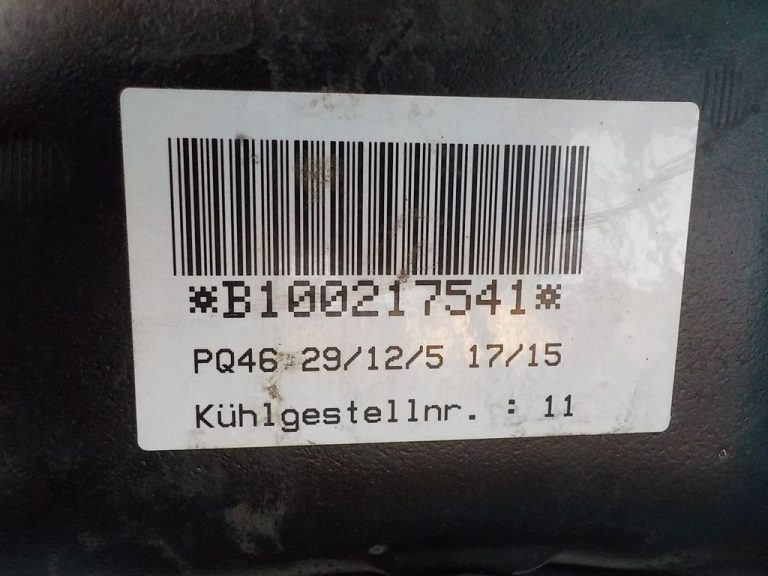 *B100217541*
PQ46 29/12/5 17/15
Kühlgestellnr. : 11